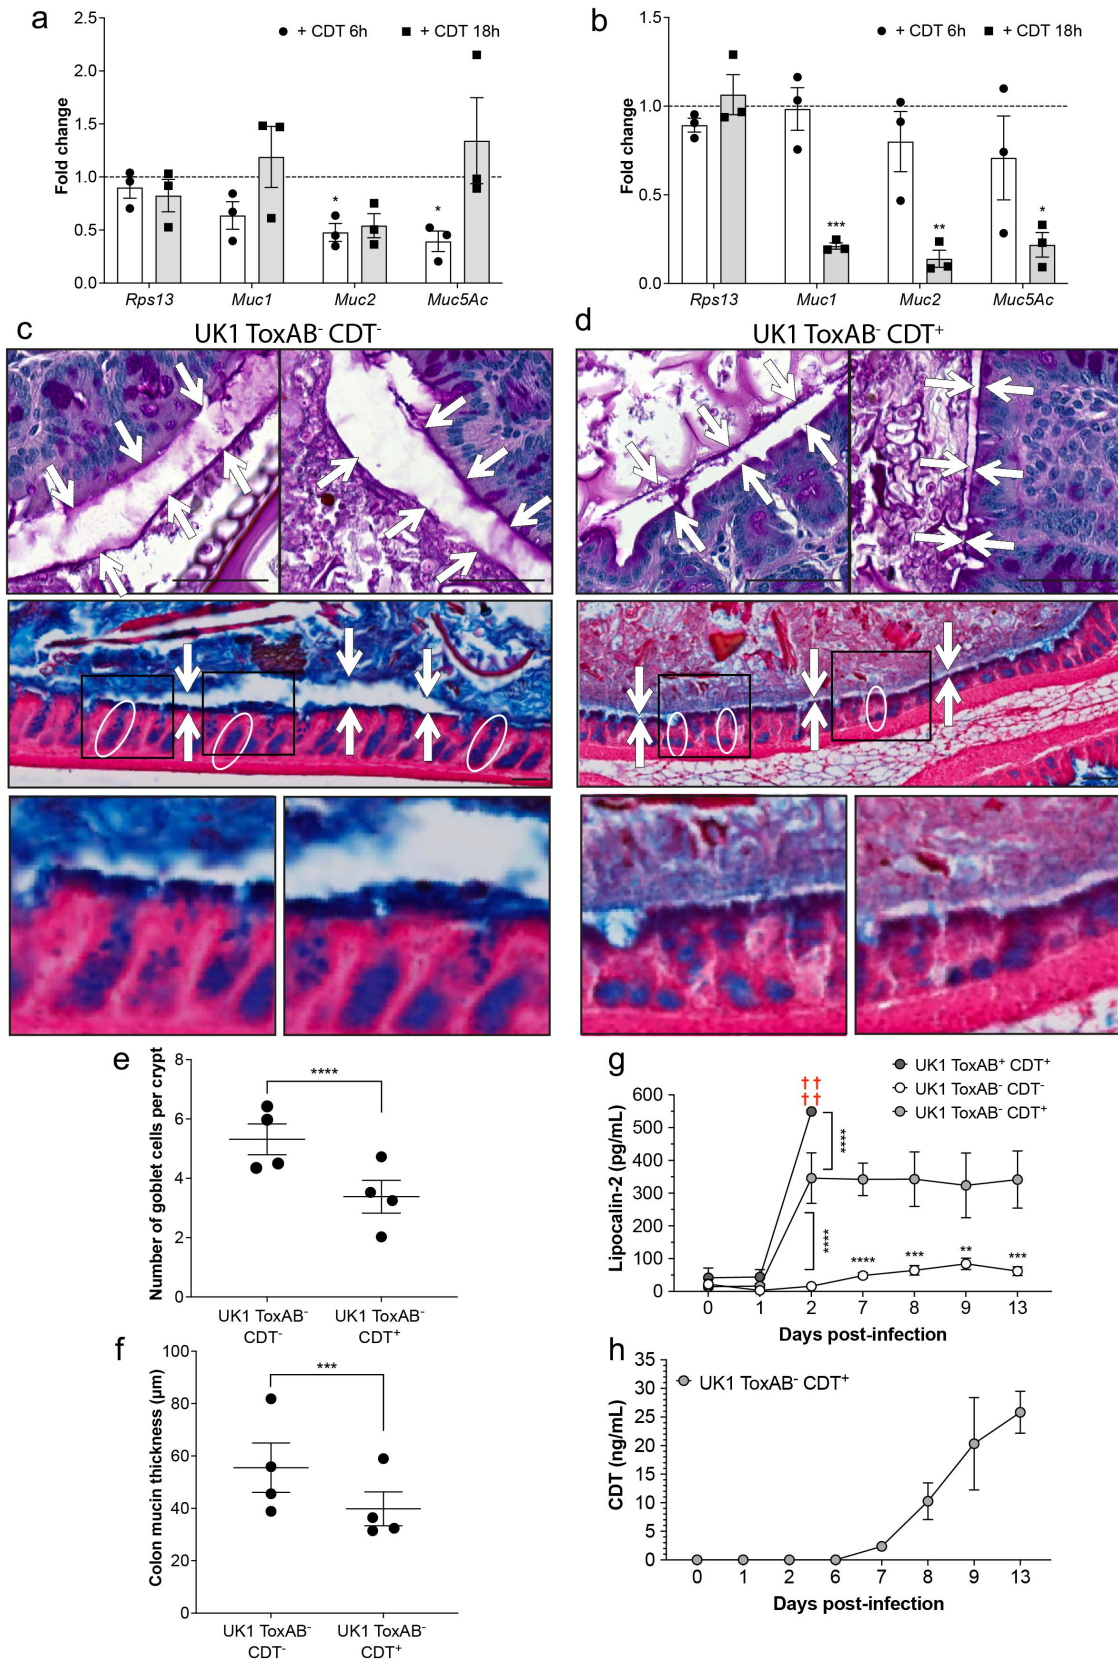 a
2.5
2.0
1.5
1.0
0.5
0.0
Fold change
+ CDT 6h
+ CDT 18h
*
*
Rps13
Muc1
Muc2
Muc5Ac
b
1.5
1.0
0.5
0.0
Fold change
+ CDT 6h
+ CDT 18h
***
**
*
Rps13
Muc1
Muc2
Muc5Ac
c
UK1 ToxAB⁻ CDT⁻
d
UK1 ToxAB⁻ CDT⁺
e
Number of goblet cells per crypt
8
6
4
2
0
****
UK1 ToxAB⁻
CDT⁻
UK1 ToxAB⁻
CDT⁺
f
Colon mucin thickness (µm)
100
80
60
40
20
0
***
UK1 ToxAB⁻
CDT⁻
UK1 ToxAB⁻
CDT⁺
g
UK1 ToxAB⁺ CDT⁺
UK1 ToxAB⁻ CDT⁻
UK1 ToxAB⁻ CDT⁺
Lipocalin-2 (pg/mL)
600
500
400
300
200
100
0
††
††
****
****
****
***
**
***
0
1
2
7
8
9
13
Days post-infection
h
UK1 ToxAB⁻ CDT⁺
CDT (ng/mL)
35
30
25
20
15
10
5
0
0
1
2
6
7
8
9
13
Days post-infection